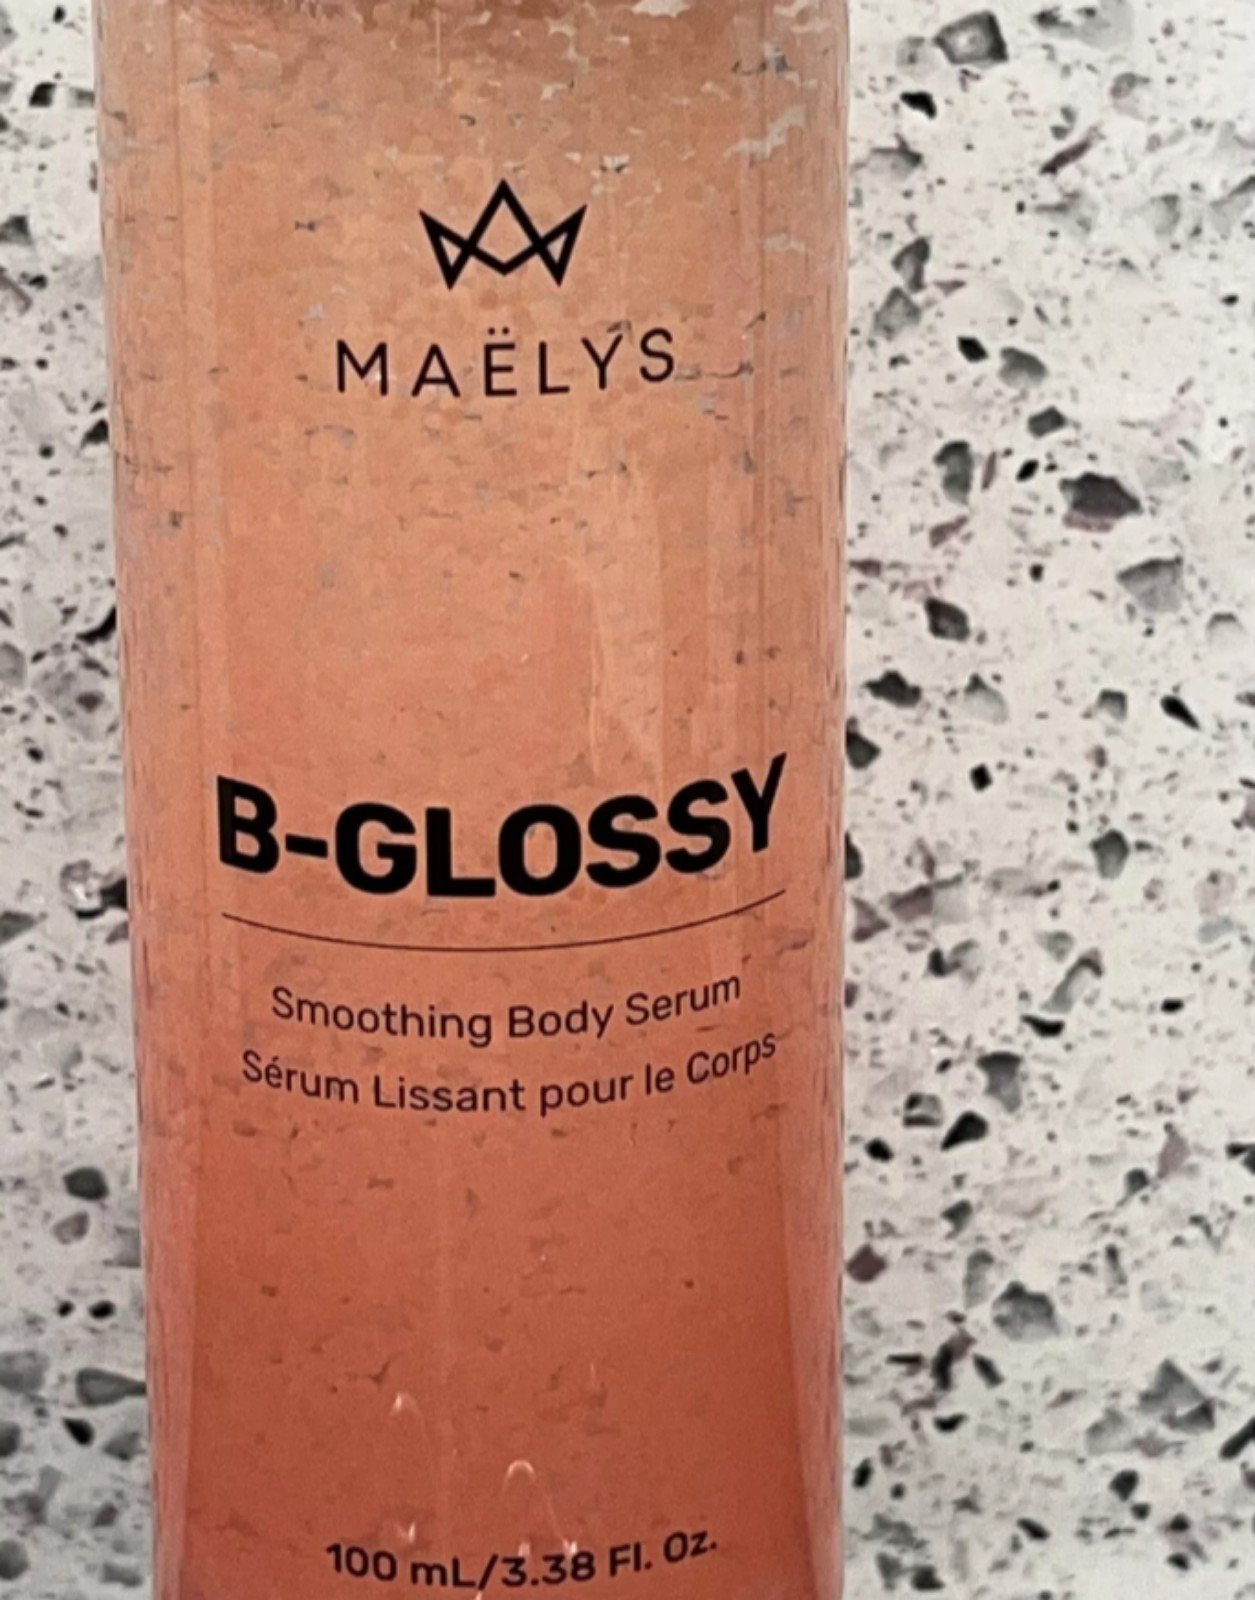 MAËLYS
B-GLOSSY
Smoothing Body Serum
Sérum Lissant pour le Corps
100 mL/3.38 Fl. Oz.